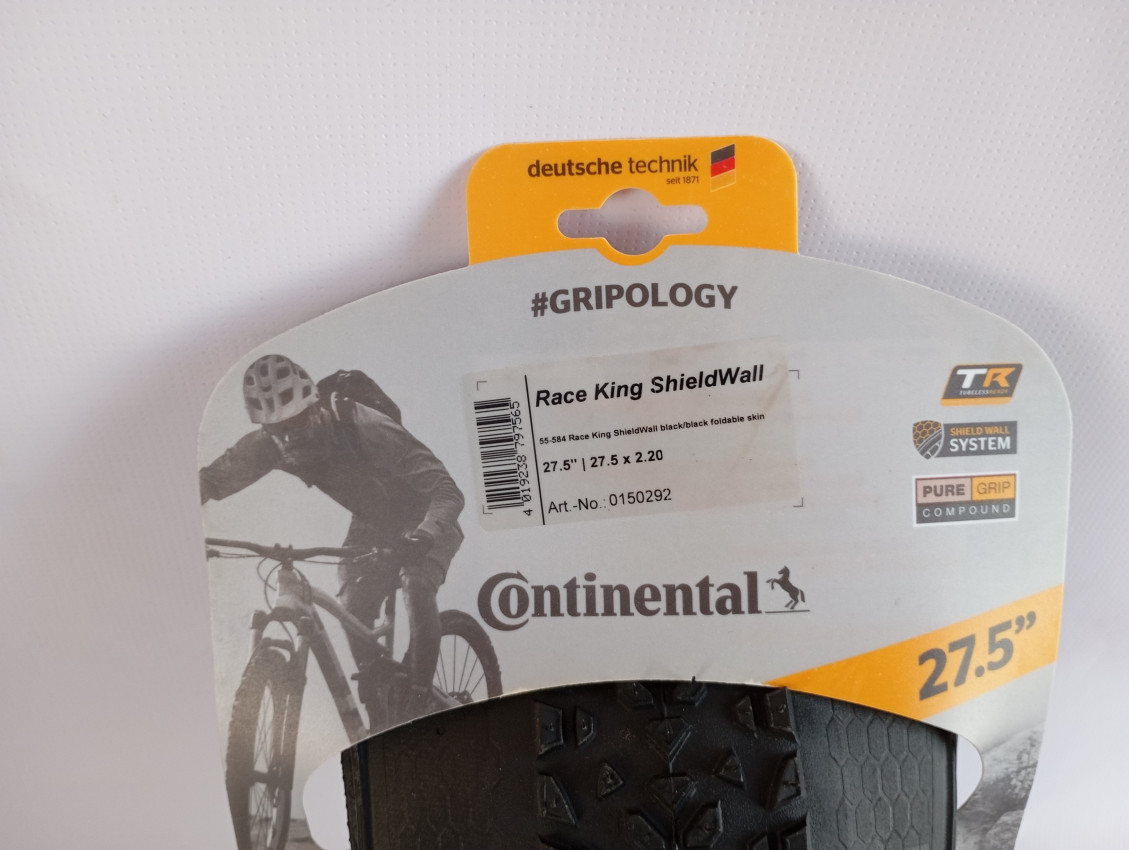 deutsche technik
seit 1871
#GRIPOLOGY
Race King ShieldWall
55-584 Race King ShieldWall black/black foldable skin
27.5" | 27.5 x 2.20
Art.-No.: 0150292
4 019238 797565
TR
TUBELESS READY
SHIELD WALL
SYSTEM
PURE GRIP
COMPOUND
Continental
27.5”